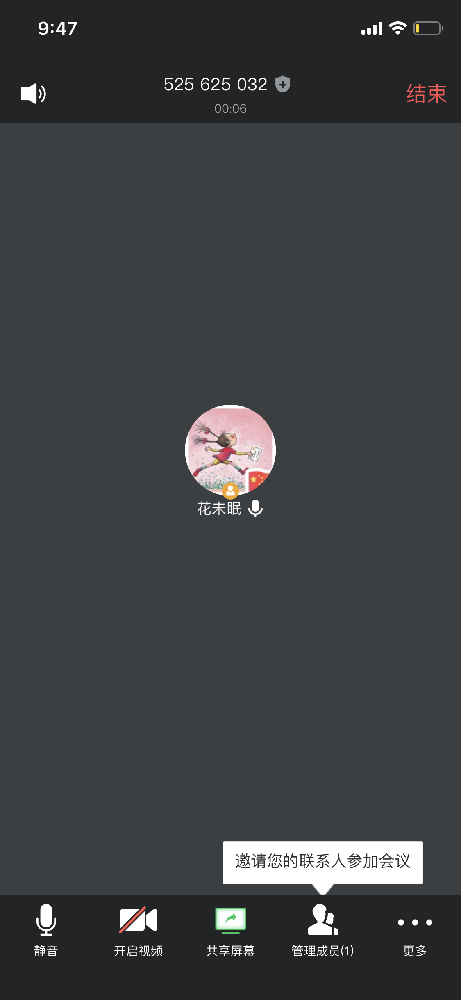 9:47
525 625 032
结束
00:06
花未眠
邀请您的联系人参加会议
静音
开启视频
共享屏幕
管理成员(1)
更多